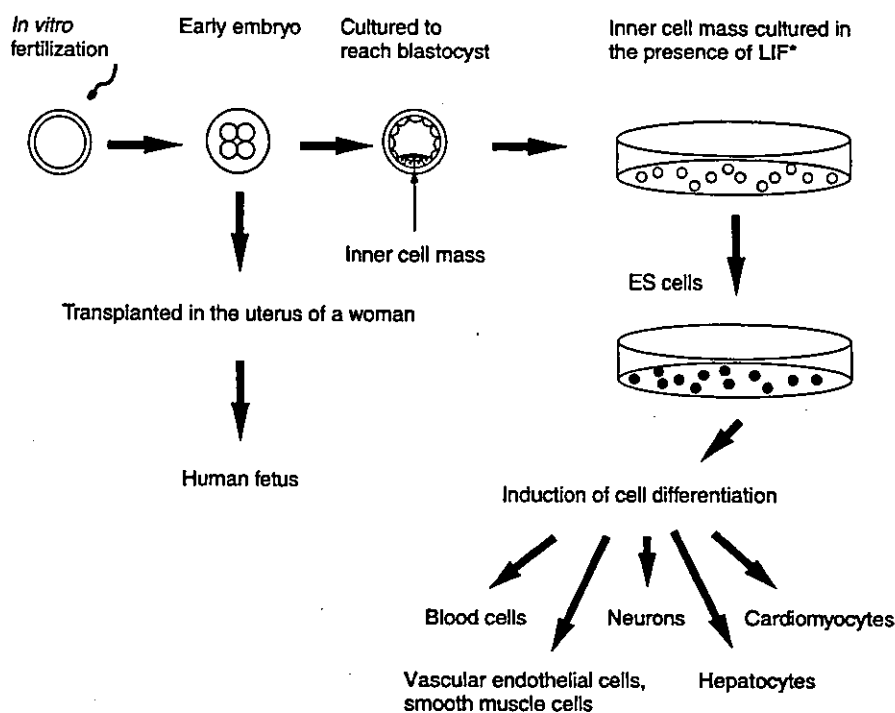 In vitro
fertilization
Early embryo
Cultured to
reach blastocyst
Inner cell mass cultured in
the presence of LIF*
Inner cell mass
ES cells
Transplanted in the uterus of a woman
Human fetus
Induction of cell differentiation
Blood cells
Neurons
Cardiomyocytes
Vascular endothelial cells,
smooth muscle cells
Hepatocytes